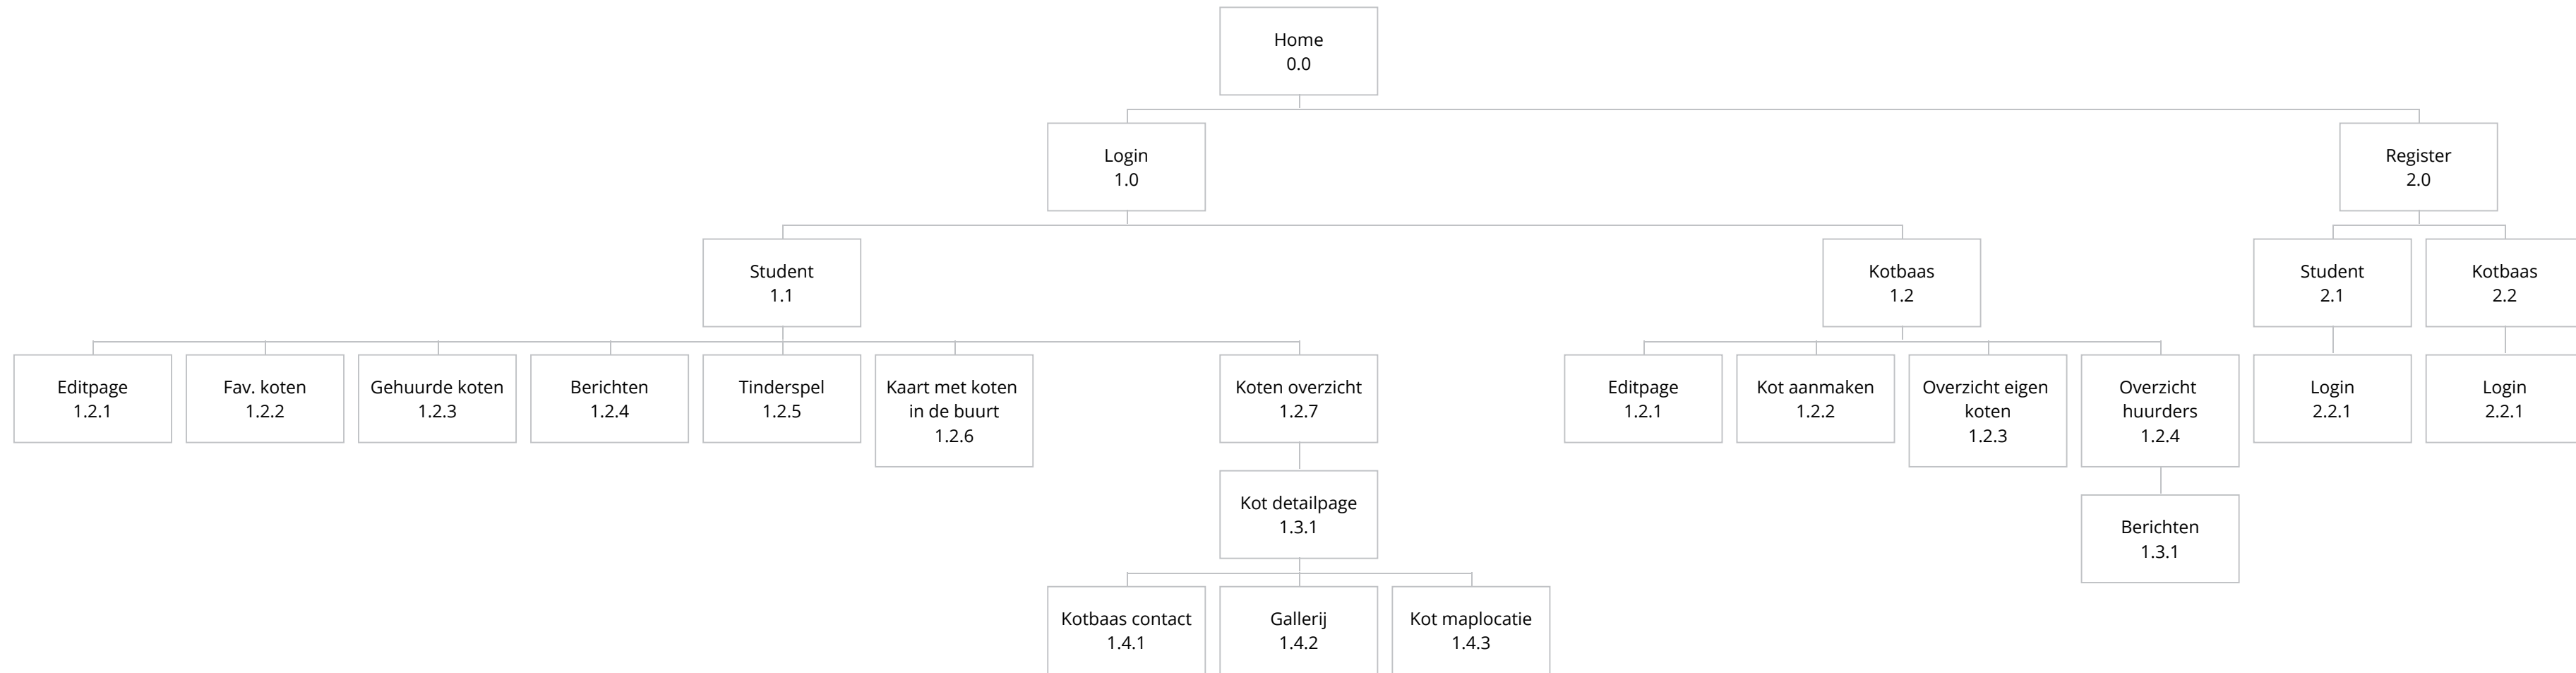 Home
0.0
Login
1.0
Register
2.0
Student
1.1
Kotbaas
1.2
Student
2.1
Kotbaas
2.2
Editpage
1.2.1
Fav. koten
1.2.2
Gehuurde koten
1.2.3
Berichten
1.2.4
Tinderspel
1.2.5
Kaart met koten
in de buurt
1.2.6
Koten overzicht
1.2.7
Editpage
1.2.1
Kot aanmaken
1.2.2
Overzicht eigen
koten
1.2.3
Overzicht
huurders
1.2.4
Login
2.2.1
Login
2.2.1
Kot detailpage
1.3.1
Berichten
1.3.1
Kotbaas contact
1.4.1
Gallerij
1.4.2
Kot maplocatie
1.4.3